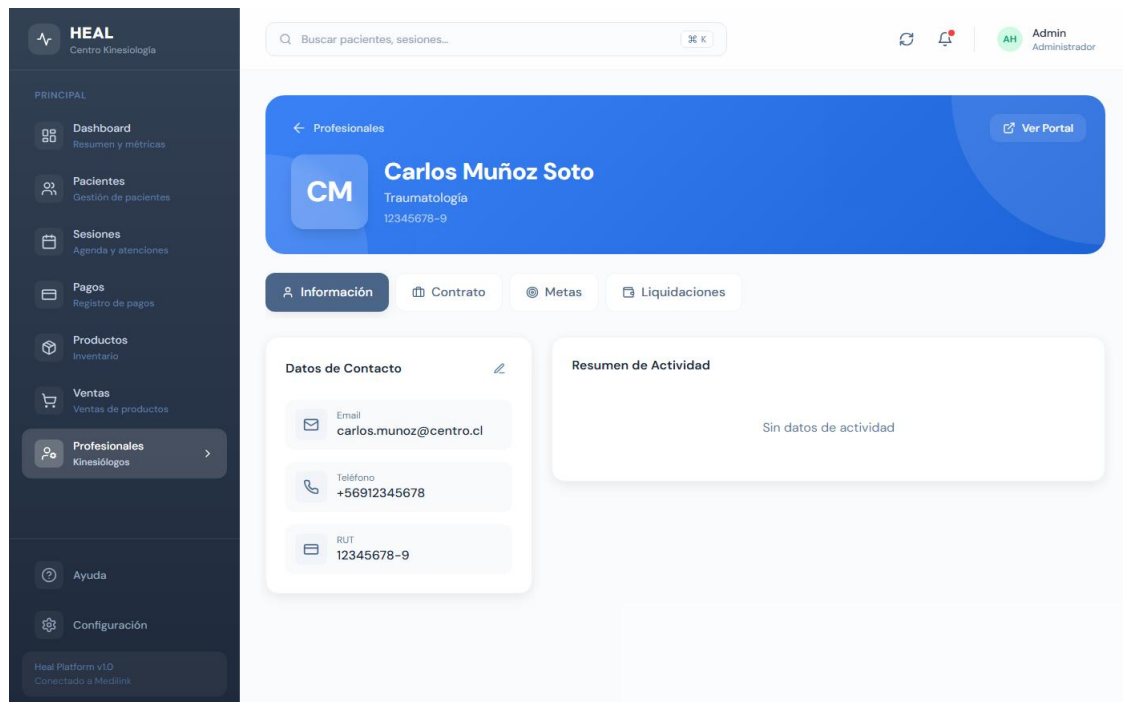 HEAL
Centro Kinesiología
PRINCIPAL
Dashboard
Resumen y métricas
Pacientes
Gestión de pacientes
Sesiones
Agenda y atenciones
Pagos
Registro de pagos
Productos
Inventario
Ventas
Ventas de productos
Profesionales
Kinesiólogos
Ayuda
Configuración
Heal Platform v1.0
Conectado a Medilink
Buscar pacientes, sesiones...
⌘ K
AH
Admin
Administrador
Profesionales
Ver Portal
CM
Carlos Muñoz Soto
Traumatología
12345678-9
Información
Contrato
Metas
Liquidaciones
Datos de Contacto
Email
carlos.munoz@centro.cl
Teléfono
+56912345678
RUT
12345678-9
Resumen de Actividad
Sin datos de actividad